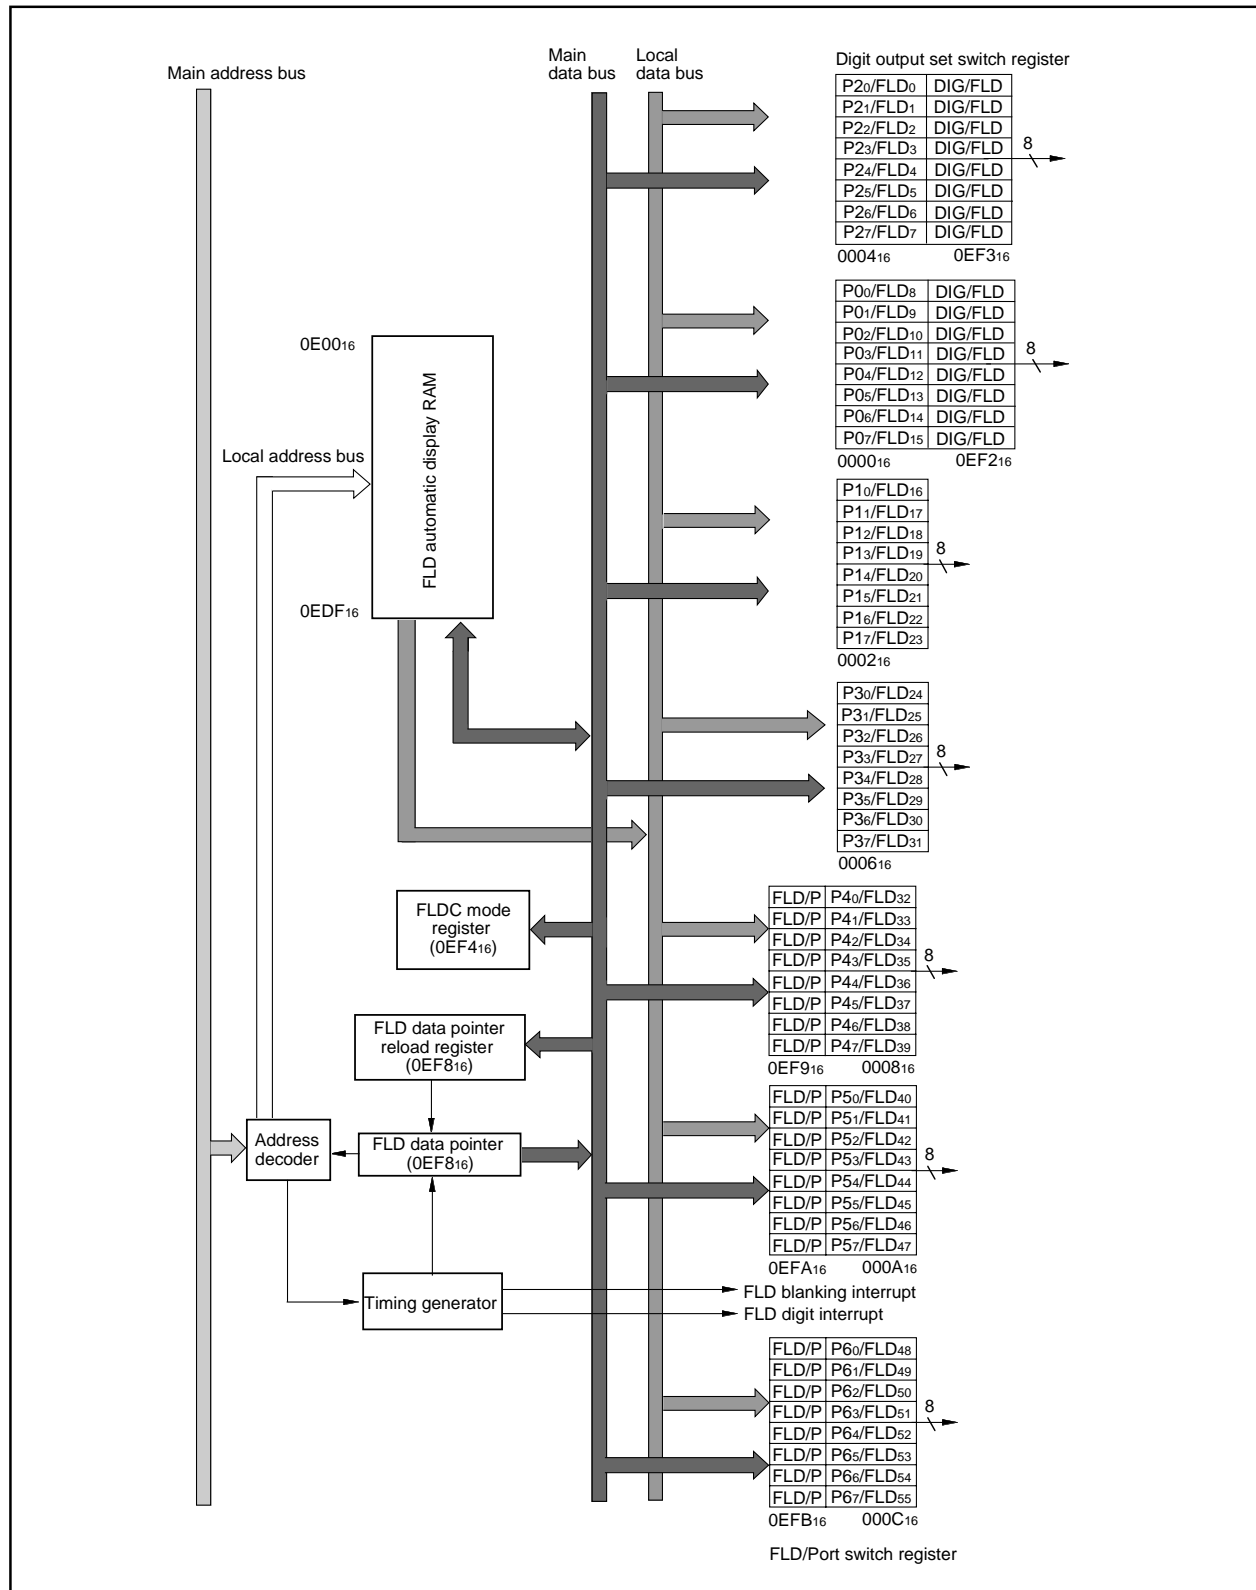 Main address bus
Main
data bus
Local
data bus
Digit output set switch register
P20/FLD0 DIG/FLD
P21/FLD1 DIG/FLD
P22/FLD2 DIG/FLD
P23/FLD3 DIG/FLD
P24/FLD4 DIG/FLD
P25/FLD5 DIG/FLD
P26/FLD6 DIG/FLD
P27/FLD7 DIG/FLD
8
000416 0EF316
P00/FLD8 DIG/FLD
P01/FLD9 DIG/FLD
P02/FLD10 DIG/FLD
P03/FLD11 DIG/FLD
P04/FLD12 DIG/FLD
P05/FLD13 DIG/FLD
P06/FLD14 DIG/FLD
P07/FLD15 DIG/FLD
8
000016 0EF216
0E0016
FLD automatic display RAM
Local address bus
0EDF16
P10/FLD16
P11/FLD17
P12/FLD18
P13/FLD19
P14/FLD20
P15/FLD21
P16/FLD22
P17/FLD23
8
000216
P30/FLD24
P31/FLD25
P32/FLD26
P33/FLD27
P34/FLD28
P35/FLD29
P36/FLD30
P37/FLD31
8
000616
FLDC mode
register
(0EF416)
FLD/P P40/FLD32
FLD/P P41/FLD33
FLD/P P42/FLD34
FLD/P P43/FLD35
FLD/P P44/FLD36
FLD/P P45/FLD37
FLD/P P46/FLD38
FLD/P P47/FLD39
8
0EF916 000816
FLD data pointer
reload register
(0EF816)
Address
decoder
FLD data pointer
(0EF816)
FLD/P P50/FLD40
FLD/P P51/FLD41
FLD/P P52/FLD42
FLD/P P53/FLD43
FLD/P P54/FLD44
FLD/P P55/FLD45
FLD/P P56/FLD46
FLD/P P57/FLD47
8
0EFA16 000A16
Timing generator
FLD blanking interrupt
FLD digit interrupt
FLD/P P60/FLD48
FLD/P P61/FLD49
FLD/P P62/FLD50
FLD/P P63/FLD51
FLD/P P64/FLD52
FLD/P P65/FLD53
FLD/P P66/FLD54
FLD/P P67/FLD55
8
0EFB16 000C16
FLD/Port switch register